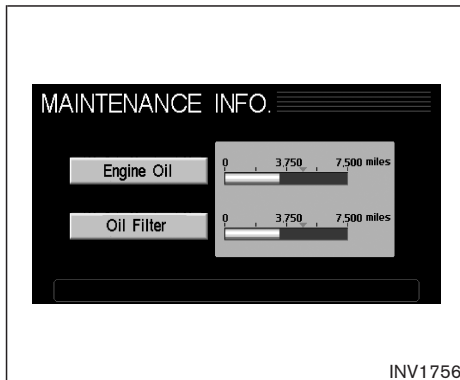 MAINTENANCE INFO.
Engine Oil
0 3,750 7,500 miles
Oil Filter
0 3,750 7,500 miles
INV1756